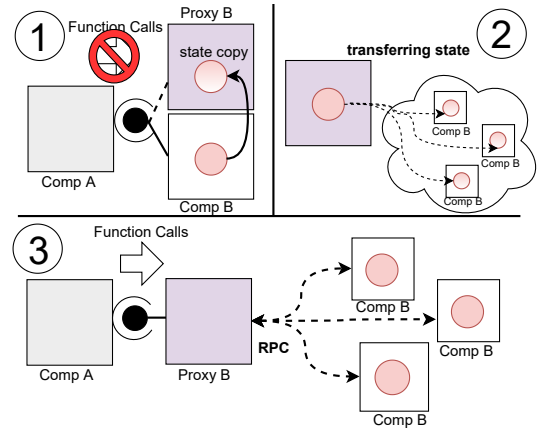 1
Function Calls
Proxy B
state copy
Comp A
Comp B
2
transferring state
Comp B
Comp B
Comp B
3
Function Calls
Comp A
Proxy B
RPC
Comp B
Comp B
Comp B